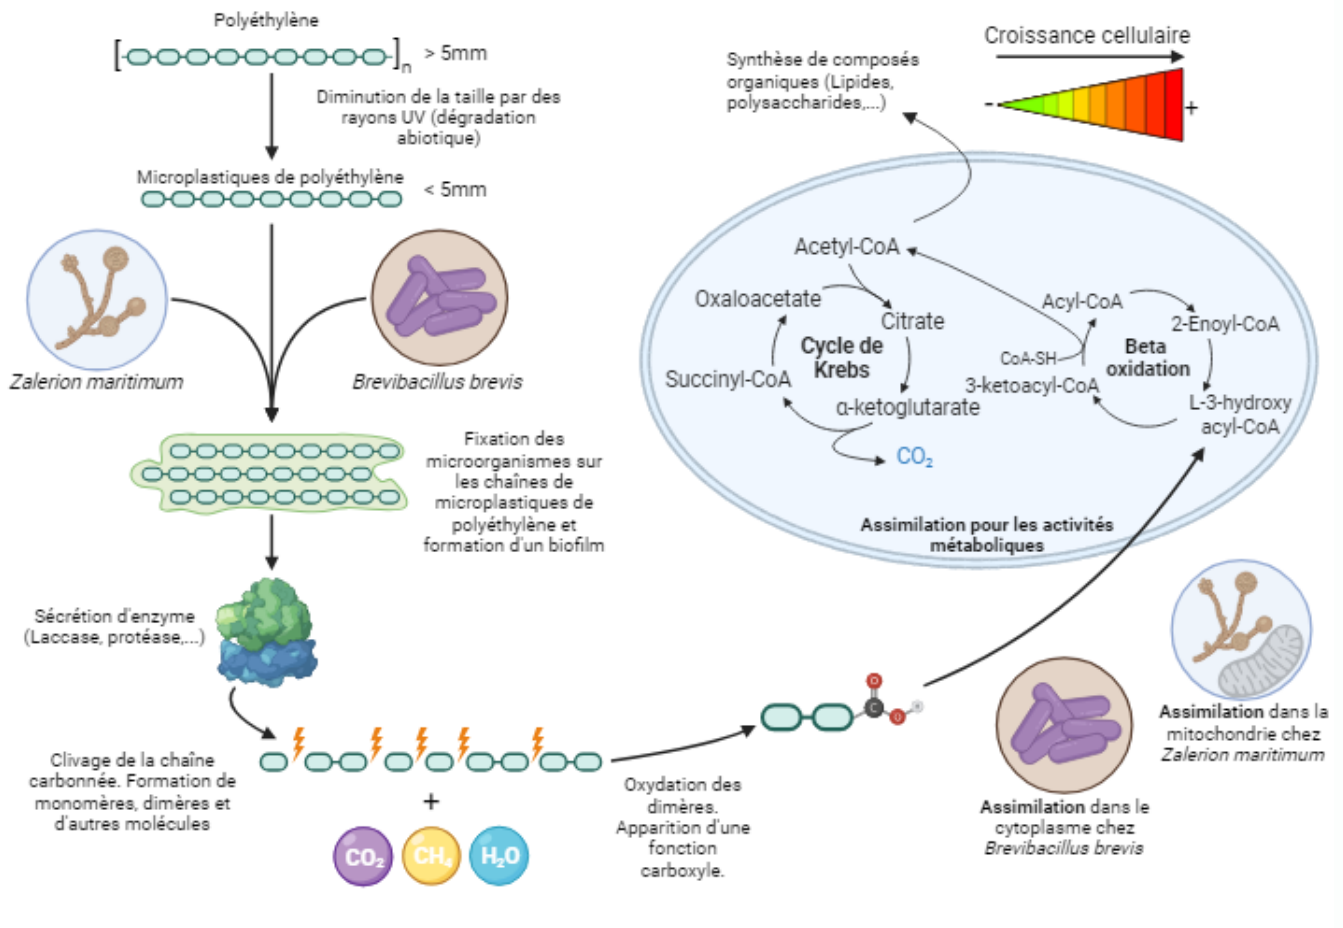 Polyéthylène
[ ]n > 5mm
Diminution de la taille par des
rayons UV (dégradation
abiotique)
Microplastiques de polyéthylène
< 5mm
Zalerion maritimum
Brevibacillus brevis
Fixation des
microorganismes sur
les chaînes de
microplastiques de
polyéthylène et
formation d'un biofilm
Sécrétion d'enzyme
(Laccase, protéase,...)
Clivage de la chaîne
carbonnée. Formation de
monomères, dimères et
d'autres molécules
+
CO₂ CH₄ H₂O
Oxydation des
dimères.
Apparition d'une
fonction
carboxyle.
O
C
O
H
Assimilation dans le
cytoplasme chez
Brevibacillus brevis
Assimilation dans la
mitochondrie chez
Zalerion maritimum
Synthèse de composés
organiques (Lipides,
polysaccharides,...)
Croissance cellulaire
- +
Acetyl-CoA
Oxaloacetate
Citrate
Cycle de
Krebs
Succinyl-CoA
α-ketoglutarate
CO₂
Acyl-CoA
2-Enoyl-CoA
Beta
oxidation
CoA-SH
3-ketoacyl-CoA
L-3-hydroxy
acyl-CoA
Assimilation pour les activités
métaboliques